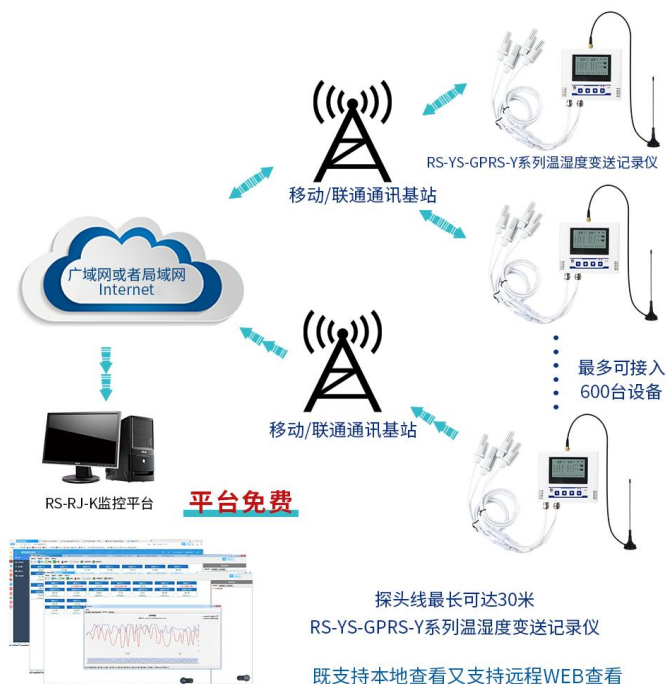 RS-YS-GPRS-Y系列温湿度变送记录仪
移动/联通通讯基站
广域网或者局域网
Internet
最多可接入
600台设备
移动/联通通讯基站
RS-RJ-K监控平台
平台免费
探头线最长可达30米
RS-YS-GPRS-Y系列温湿度变送记录仪
既支持本地查看又支持远程WEB查看